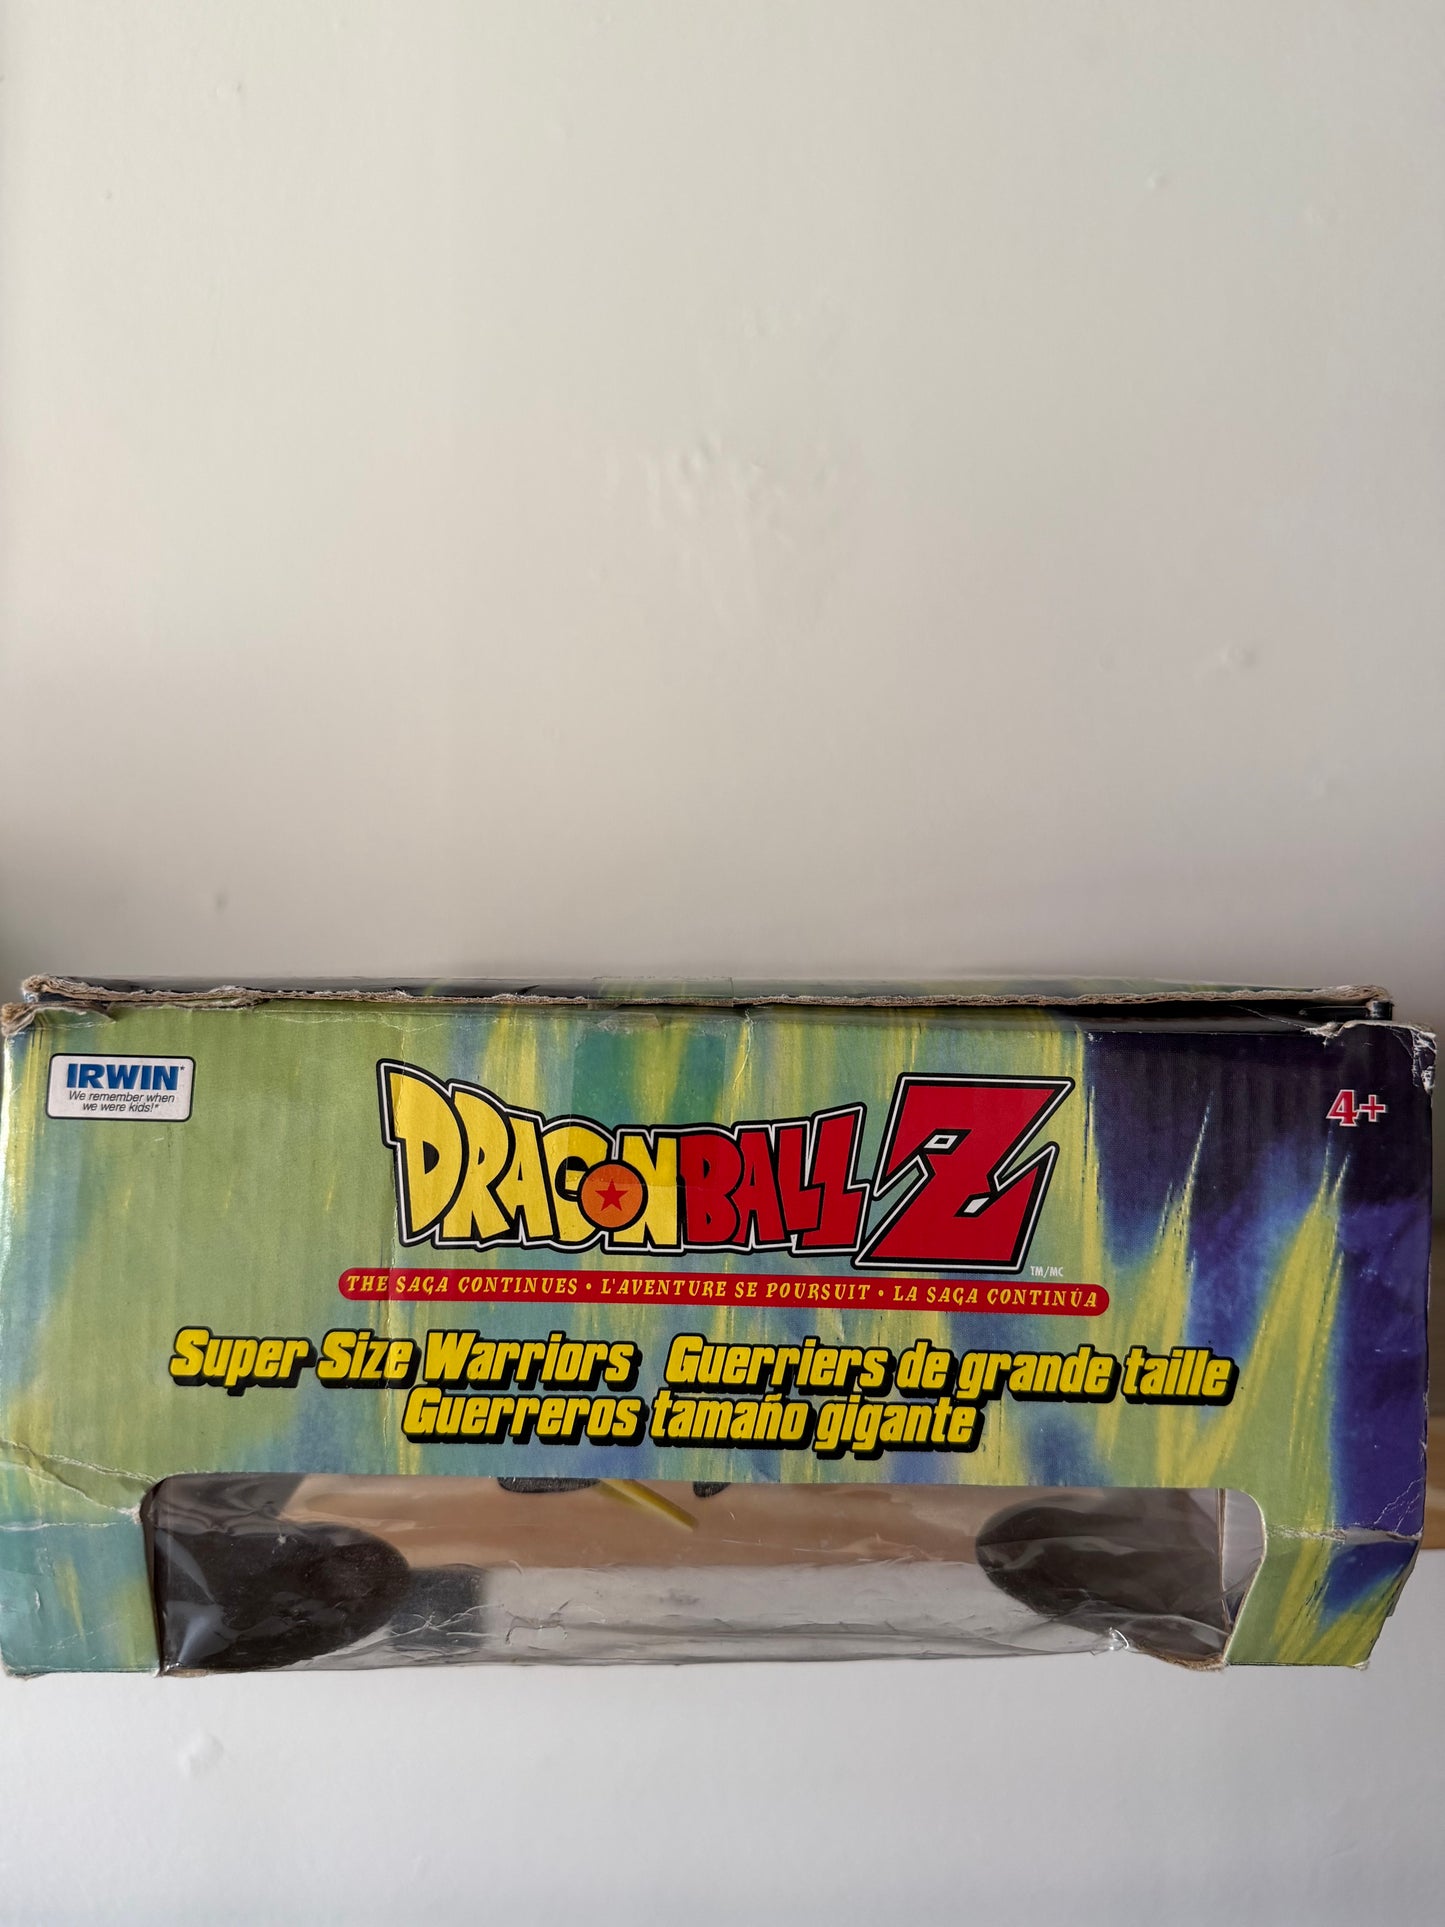 IRWIN*
We remember when
we were kids!*
4+
DRAGONBALL Z
TM/MC
THE SAGA CONTINUES • L'AVENTURE SE POURSUIT • LA SAGA CONTINÚA
Super Size Warriors Guerriers de grande taille
Guerreros tamaño gigante